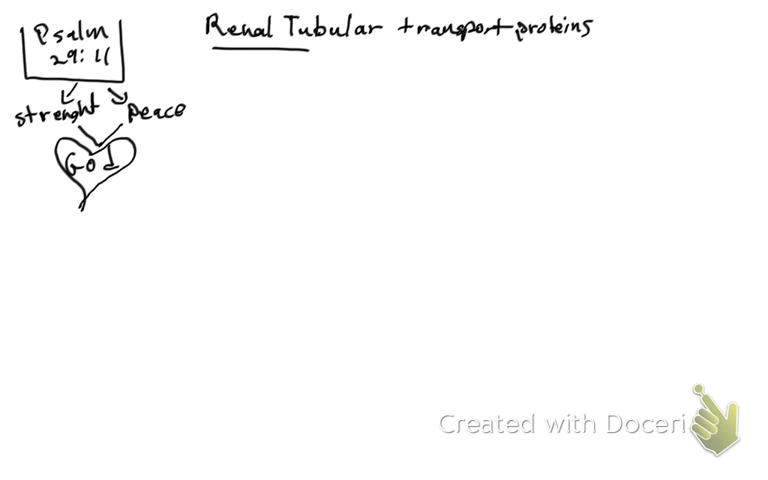 Psalm
29:11
strenght
Peace
God
Renal Tubular transport proteins
Created with Doceri